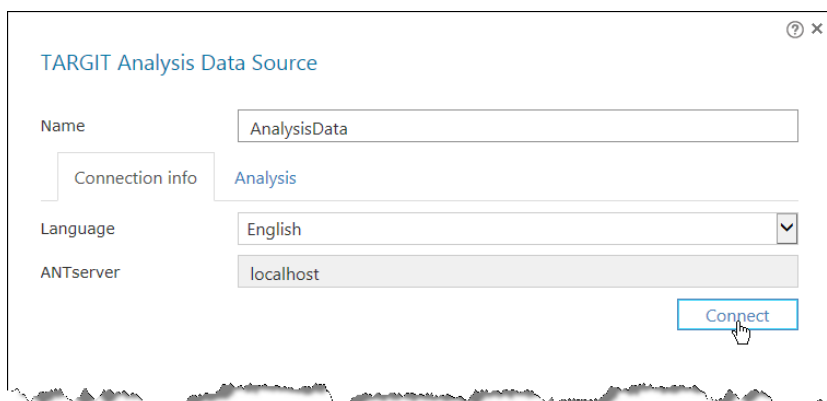 TARGIT Analysis Data Source
Name AnalysisData
Connection info Analysis
Language English
ANTserver localhost
Connect